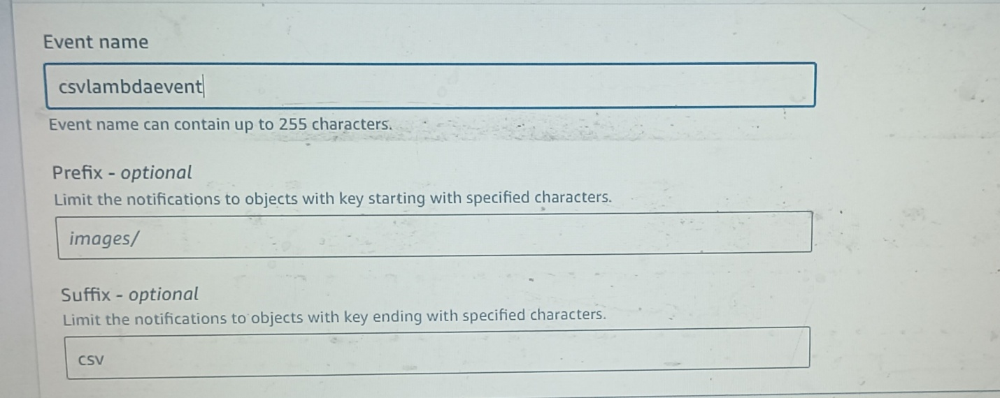 Event name
csvlambdaevent
Event name can contain up to 255 characters.
Prefix - optional
Limit the notifications to objects with key starting with specified characters.
images/
Suffix - optional
Limit the notifications to objects with key ending with specified characters.
csv